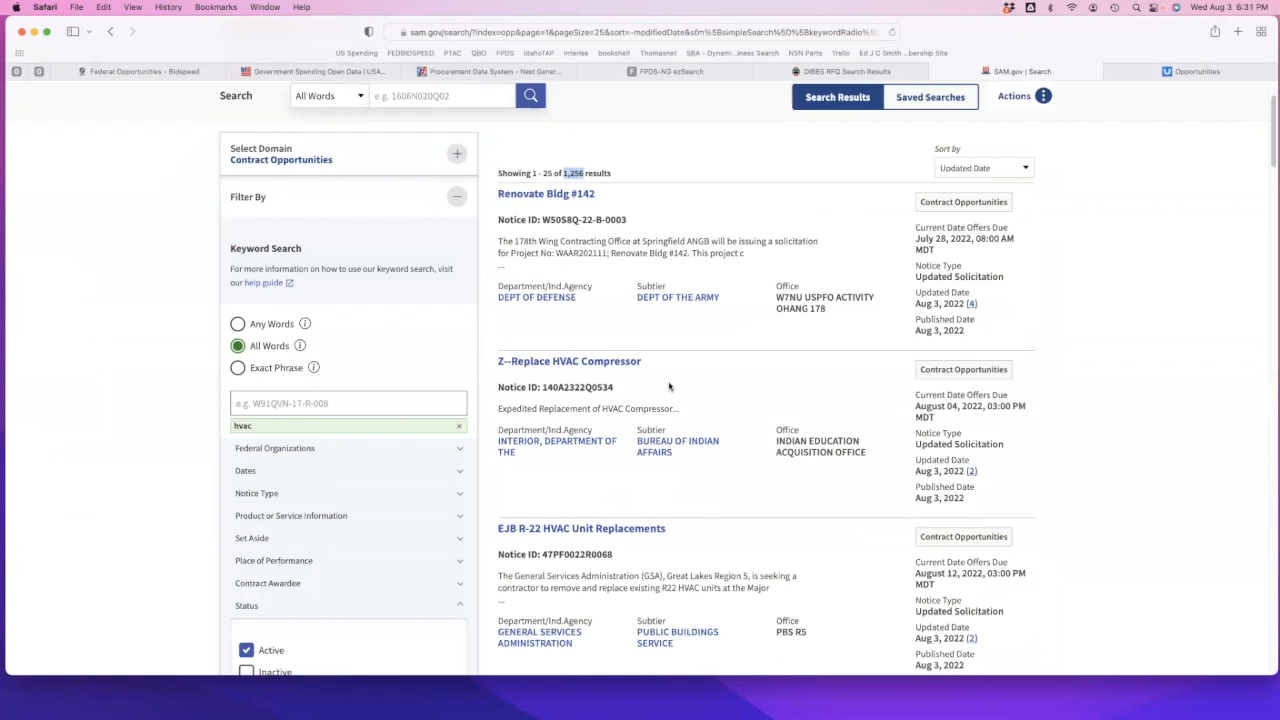 Safari File Edit View History Bookmarks Window Help
Wed Aug 3 6:31 PM
sam.gov/search/?index=opp&page=1&pageSize=25&sort=-modifiedDate&sfm%5BsimpleSearch%5D%5BkeywordRadio%5
US Spending FEDBIDSPEED PTAC QBO FPDS IdahoTAP Interise bookshelf Thomasnet SBA - Dynami...iness Search NSN Parts Trello Ed J C Smith ...bership Site
Federal Opportunities - Bidspeed
Government Spending Open Data | USA...
Procurement Data System - Next Gener...
FPDS-NG ezSearch
DIBBS RFQ Search Results
SAM.gov | Search
Opportunities
Search
All Words
e.g. 1606N020Q02
Search Results
Saved Searches
Actions
Select Domain
Contract Opportunities
Filter By
Keyword Search
For more information on how to use our keyword search, visit
our help guide
Any Words
All Words
Exact Phrase
e.g. W91QVN-17-R-008
hvac ×
Federal Organizations
Dates
Notice Type
Product or Service Information
Set Aside
Place of Performance
Contract Awardee
Status
Active
Inactive
Sort by
Updated Date
Showing 1 - 25 of 1,256 results
Renovate Bldg #142
Notice ID: W50S8Q-22-B-0003
The 178th Wing Contracting Office at Springfield ANGB will be issuing a solicitation
for Project No: WAAR202111; Renovate Bldg #142. This project c
...
Department/Ind.Agency
DEPT OF DEFENSE
Subtier
DEPT OF THE ARMY
Office
W7NU USPFO ACTIVITY
OHANG 178
Contract Opportunities
Current Date Offers Due
July 28, 2022, 08:00 AM
MDT
Notice Type
Updated Solicitation
Updated Date
Aug 3, 2022 (4)
Published Date
Aug 3, 2022
Z--Replace HVAC Compressor
Notice ID: 140A2322Q0534
Expedited Replacement of HVAC Compressor...
Department/Ind.Agency
INTERIOR, DEPARTMENT OF
THE
Subtier
BUREAU OF INDIAN
AFFAIRS
Office
INDIAN EDUCATION
ACQUISITION OFFICE
Contract Opportunities
Current Date Offers Due
August 04, 2022, 03:00 PM
MDT
Notice Type
Updated Solicitation
Updated Date
Aug 3, 2022 (2)
Published Date
Aug 3, 2022
EJB R-22 HVAC Unit Replacements
Notice ID: 47PF0022R0068
The General Services Administration (GSA), Great Lakes Region 5, is seeking a
contractor to remove and replace existing R22 HVAC units at the Major
...
Department/Ind.Agency
GENERAL SERVICES
ADMINISTRATION
Subtier
PUBLIC BUILDINGS
SERVICE
Office
PBS R5
Contract Opportunities
Current Date Offers Due
August 12, 2022, 03:00 PM
MDT
Notice Type
Updated Solicitation
Updated Date
Aug 3, 2022 (2)
Published Date
Aug 3, 2022